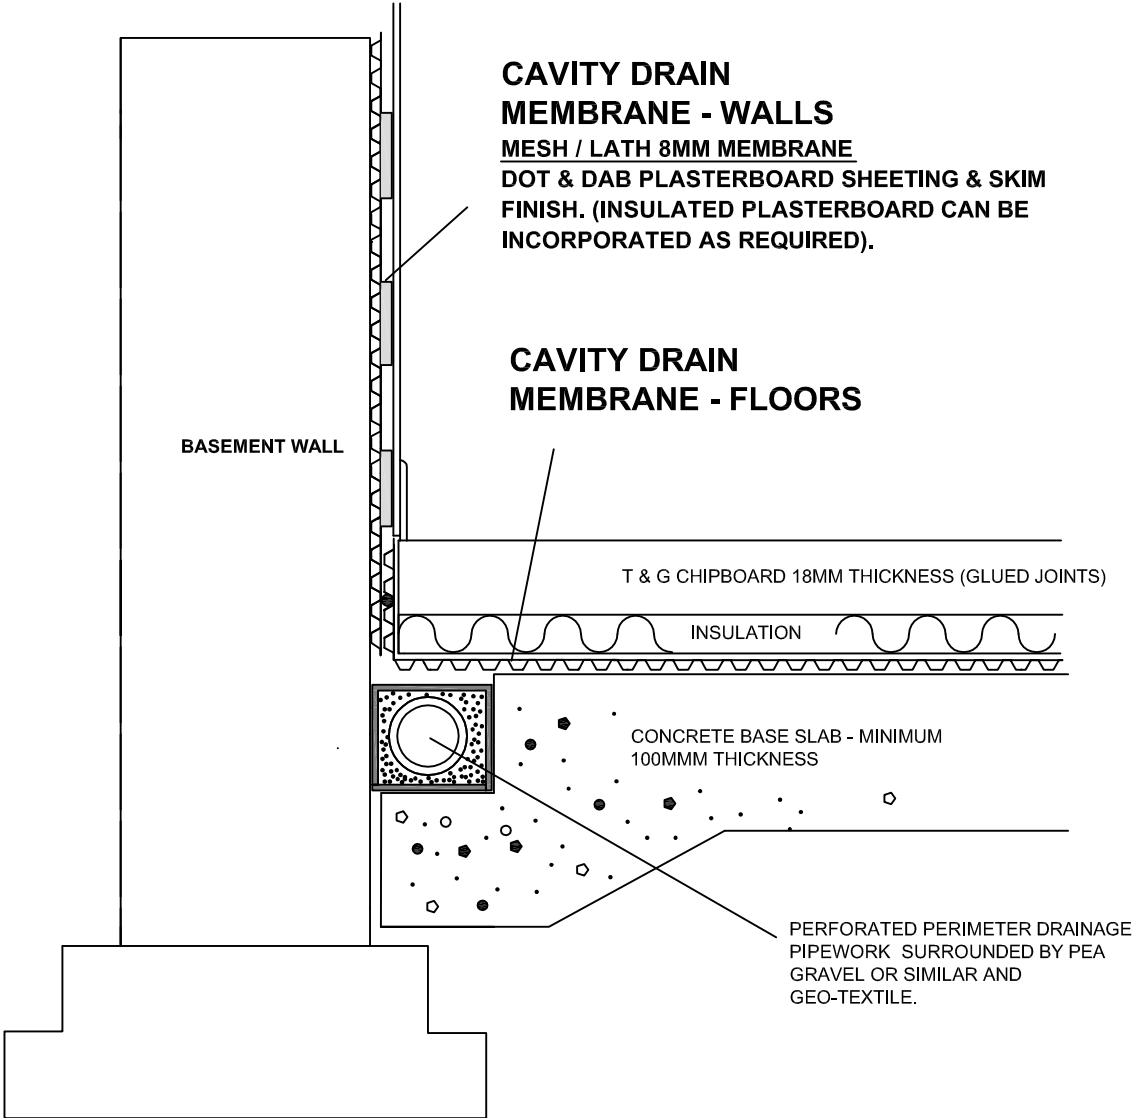 CAVITY DRAIN
MEMBRANE - WALLS
MESH / LATH 8MM MEMBRANE
DOT & DAB PLASTERBOARD SHEETING & SKIM
FINISH. (INSULATED PLASTERBOARD CAN BE
INCORPORATED AS REQUIRED).
CAVITY DRAIN
MEMBRANE - FLOORS
BASEMENT WALL
T & G CHIPBOARD 18MM THICKNESS (GLUED JOINTS)
INSULATION
CONCRETE BASE SLAB - MINIMUM
100MMM THICKNESS
PERFORATED PERIMETER DRAINAGE
PIPEWORK SURROUNDED BY PEA
GRAVEL OR SIMILAR AND
GEO-TEXTILE.